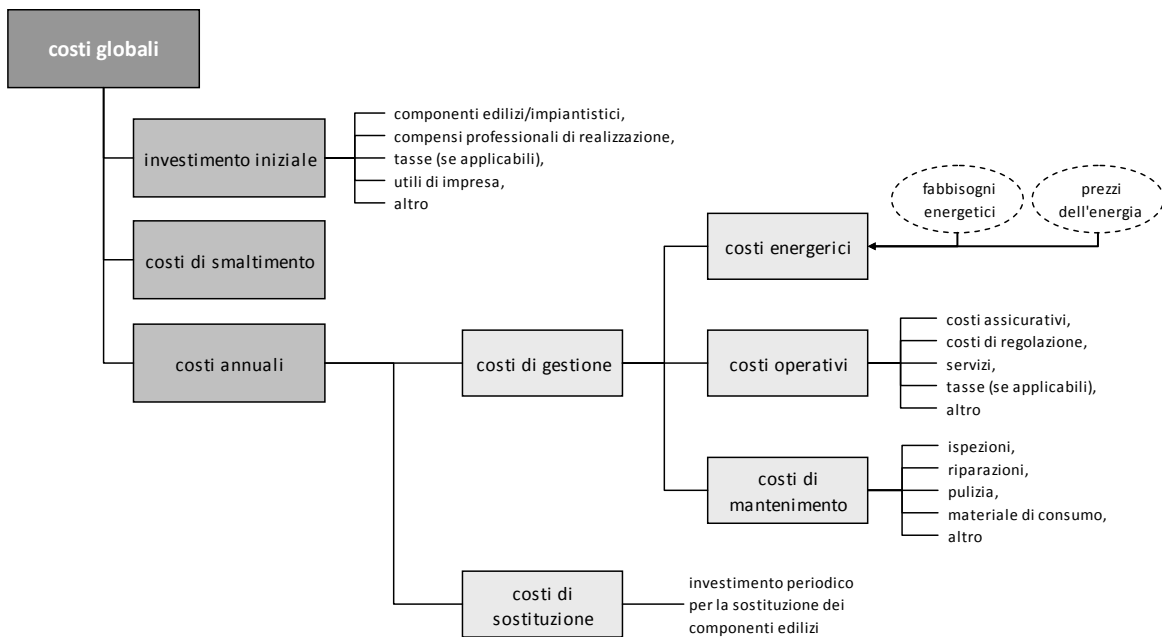 costi globali
investimento iniziale
componenti edilizi/impiantistici,
compensi professionali di realizzazione,
tasse (se applicabili),
utili di impresa,
altro
costi di smaltimento
costi annuali
costi di gestione
costi energerici
fabbisogni
energetici
prezzi
dell'energia
costi operativi
costi assicurativi,
costi di regolazione,
servizi,
tasse (se applicabili),
altro
costi di
mantenimento
ispezioni,
riparazioni,
pulizia,
materiale di consumo,
altro
costi di
sostituzione
investimento periodico
per la sostituzione dei
componenti edilizi